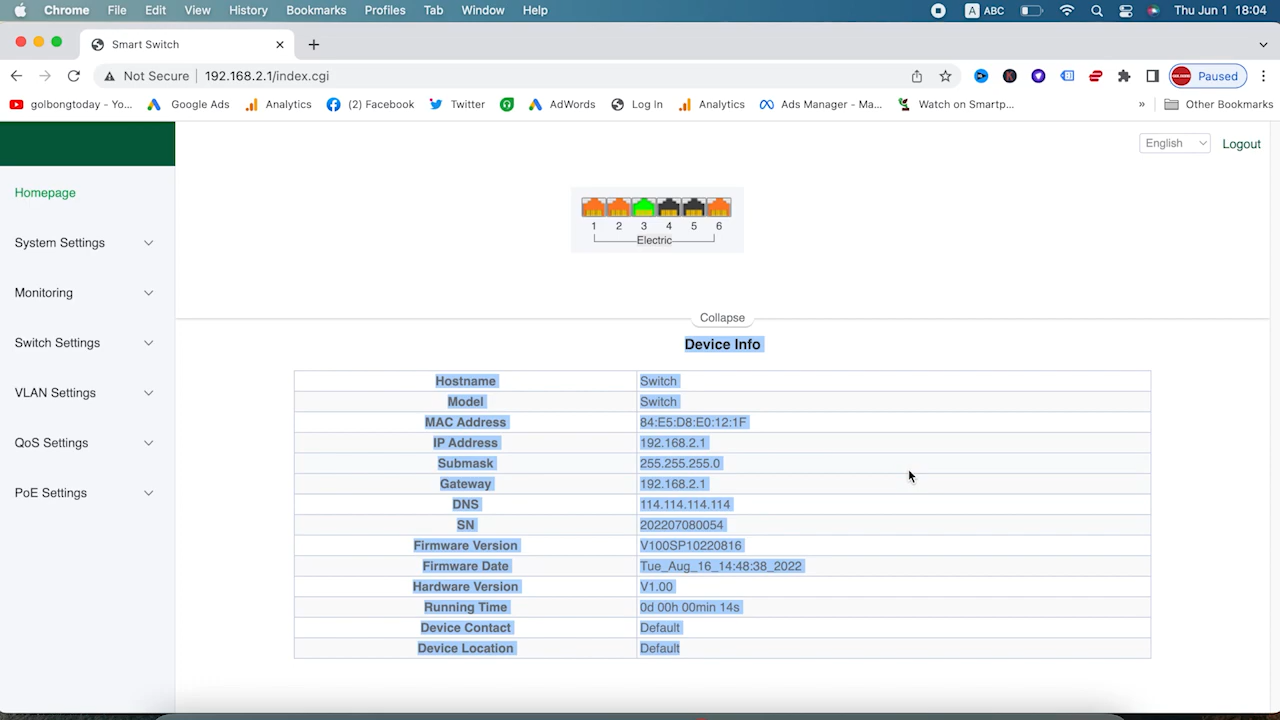 Chrome File Edit View History Bookmarks Profiles Tab Window Help A ABC Thu Jun 1 18:04
Smart Switch
Not Secure 192.168.2.1/index.cgi Paused
golbongtoday - Yo... Google Ads Analytics (2) Facebook Twitter AdWords Log In Analytics Ads Manager - Ma... Watch on Smartp... » Other Bookmarks
English Logout
Homepage
System Settings
Monitoring
Switch Settings
VLAN Settings
QoS Settings
PoE Settings
1 2 3 4 5 6
Electric
Collapse
Device Info
Hostname Switch
Model Switch
MAC Address 84:E5:D8:E0:12:1F
IP Address 192.168.2.1
Submask 255.255.255.0
Gateway 192.168.2.1
DNS 114.114.114.114
SN 202207080054
Firmware Version V100SP10220816
Firmware Date Tue_Aug_16_14:48:38_2022
Hardware Version V1.00
Running Time 0d 00h 00min 14s
Device Contact Default
Device Location Default